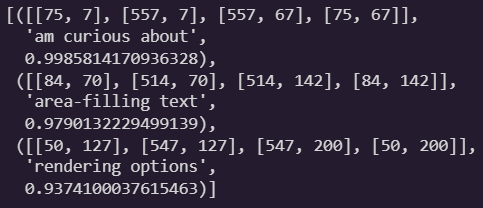 [([[75, 7], [557, 7], [557, 67], [75, 67]],
'am curious about',
0.9985814170936328),
([[84, 70], [514, 70], [514, 142], [84, 142]],
'area-filling text',
0.9790132229499139),
([[50, 127], [547, 127], [547, 200], [50, 200]],
'rendering options',
0.9374100037615463)]